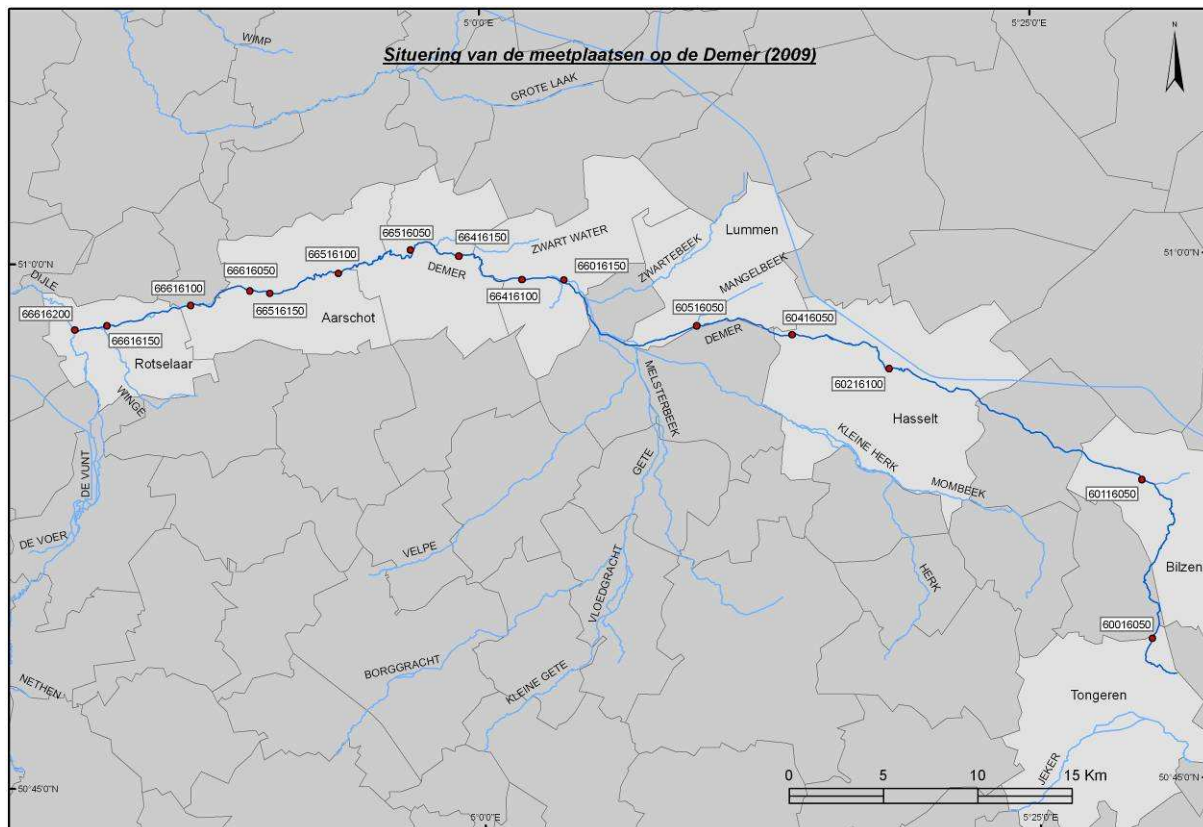 5°0'0"E
5°25'0"E
WIMP
Situering van de meetplaatsen op de Demer (2009)
N
GROTE LAAK
66516050
66416150
ZWART WATER
Lummen
51°0'0"N
51°0'0"N
66516100
66016150
ZWARTEBEEK
DIJLE
66616050
DEMER
MANGELBEEK
66616100
66416100
66516150
60516050
60416050
66616200
Aarschot
DEMER
66616150
Rotselaar
60216100
WINGE
MELSTERBEEK
Hasselt
KLEINE HERK
DE VUNT
GETE
MOMBEEK
60116050
DE VOER
VELPE
VLOEDGRACHT
HERK
Bilzen
60016050
BORGGRACHT
NETHEN
KLEINE GETE
Tongeren
JEKER
0 5 10 15 Km
50°45'0"N
50°45'0"N
5°0'0"E
5°25'0"E